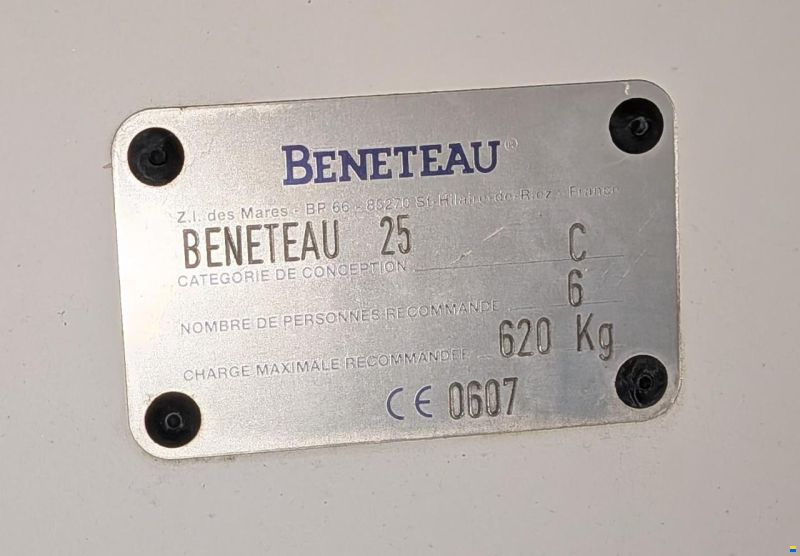 BENETEAU®
Z.I. des Mares - BP 66 - 85270 St-Hilaire-de-Riez - France
BENETEAU 25
CATEGORIE DE CONCEPTION C
NOMBRE DE PERSONNES RECOMMANDE 6
CHARGE MAXIMALE RECOMMANDEE 620 Kg
CE 0607